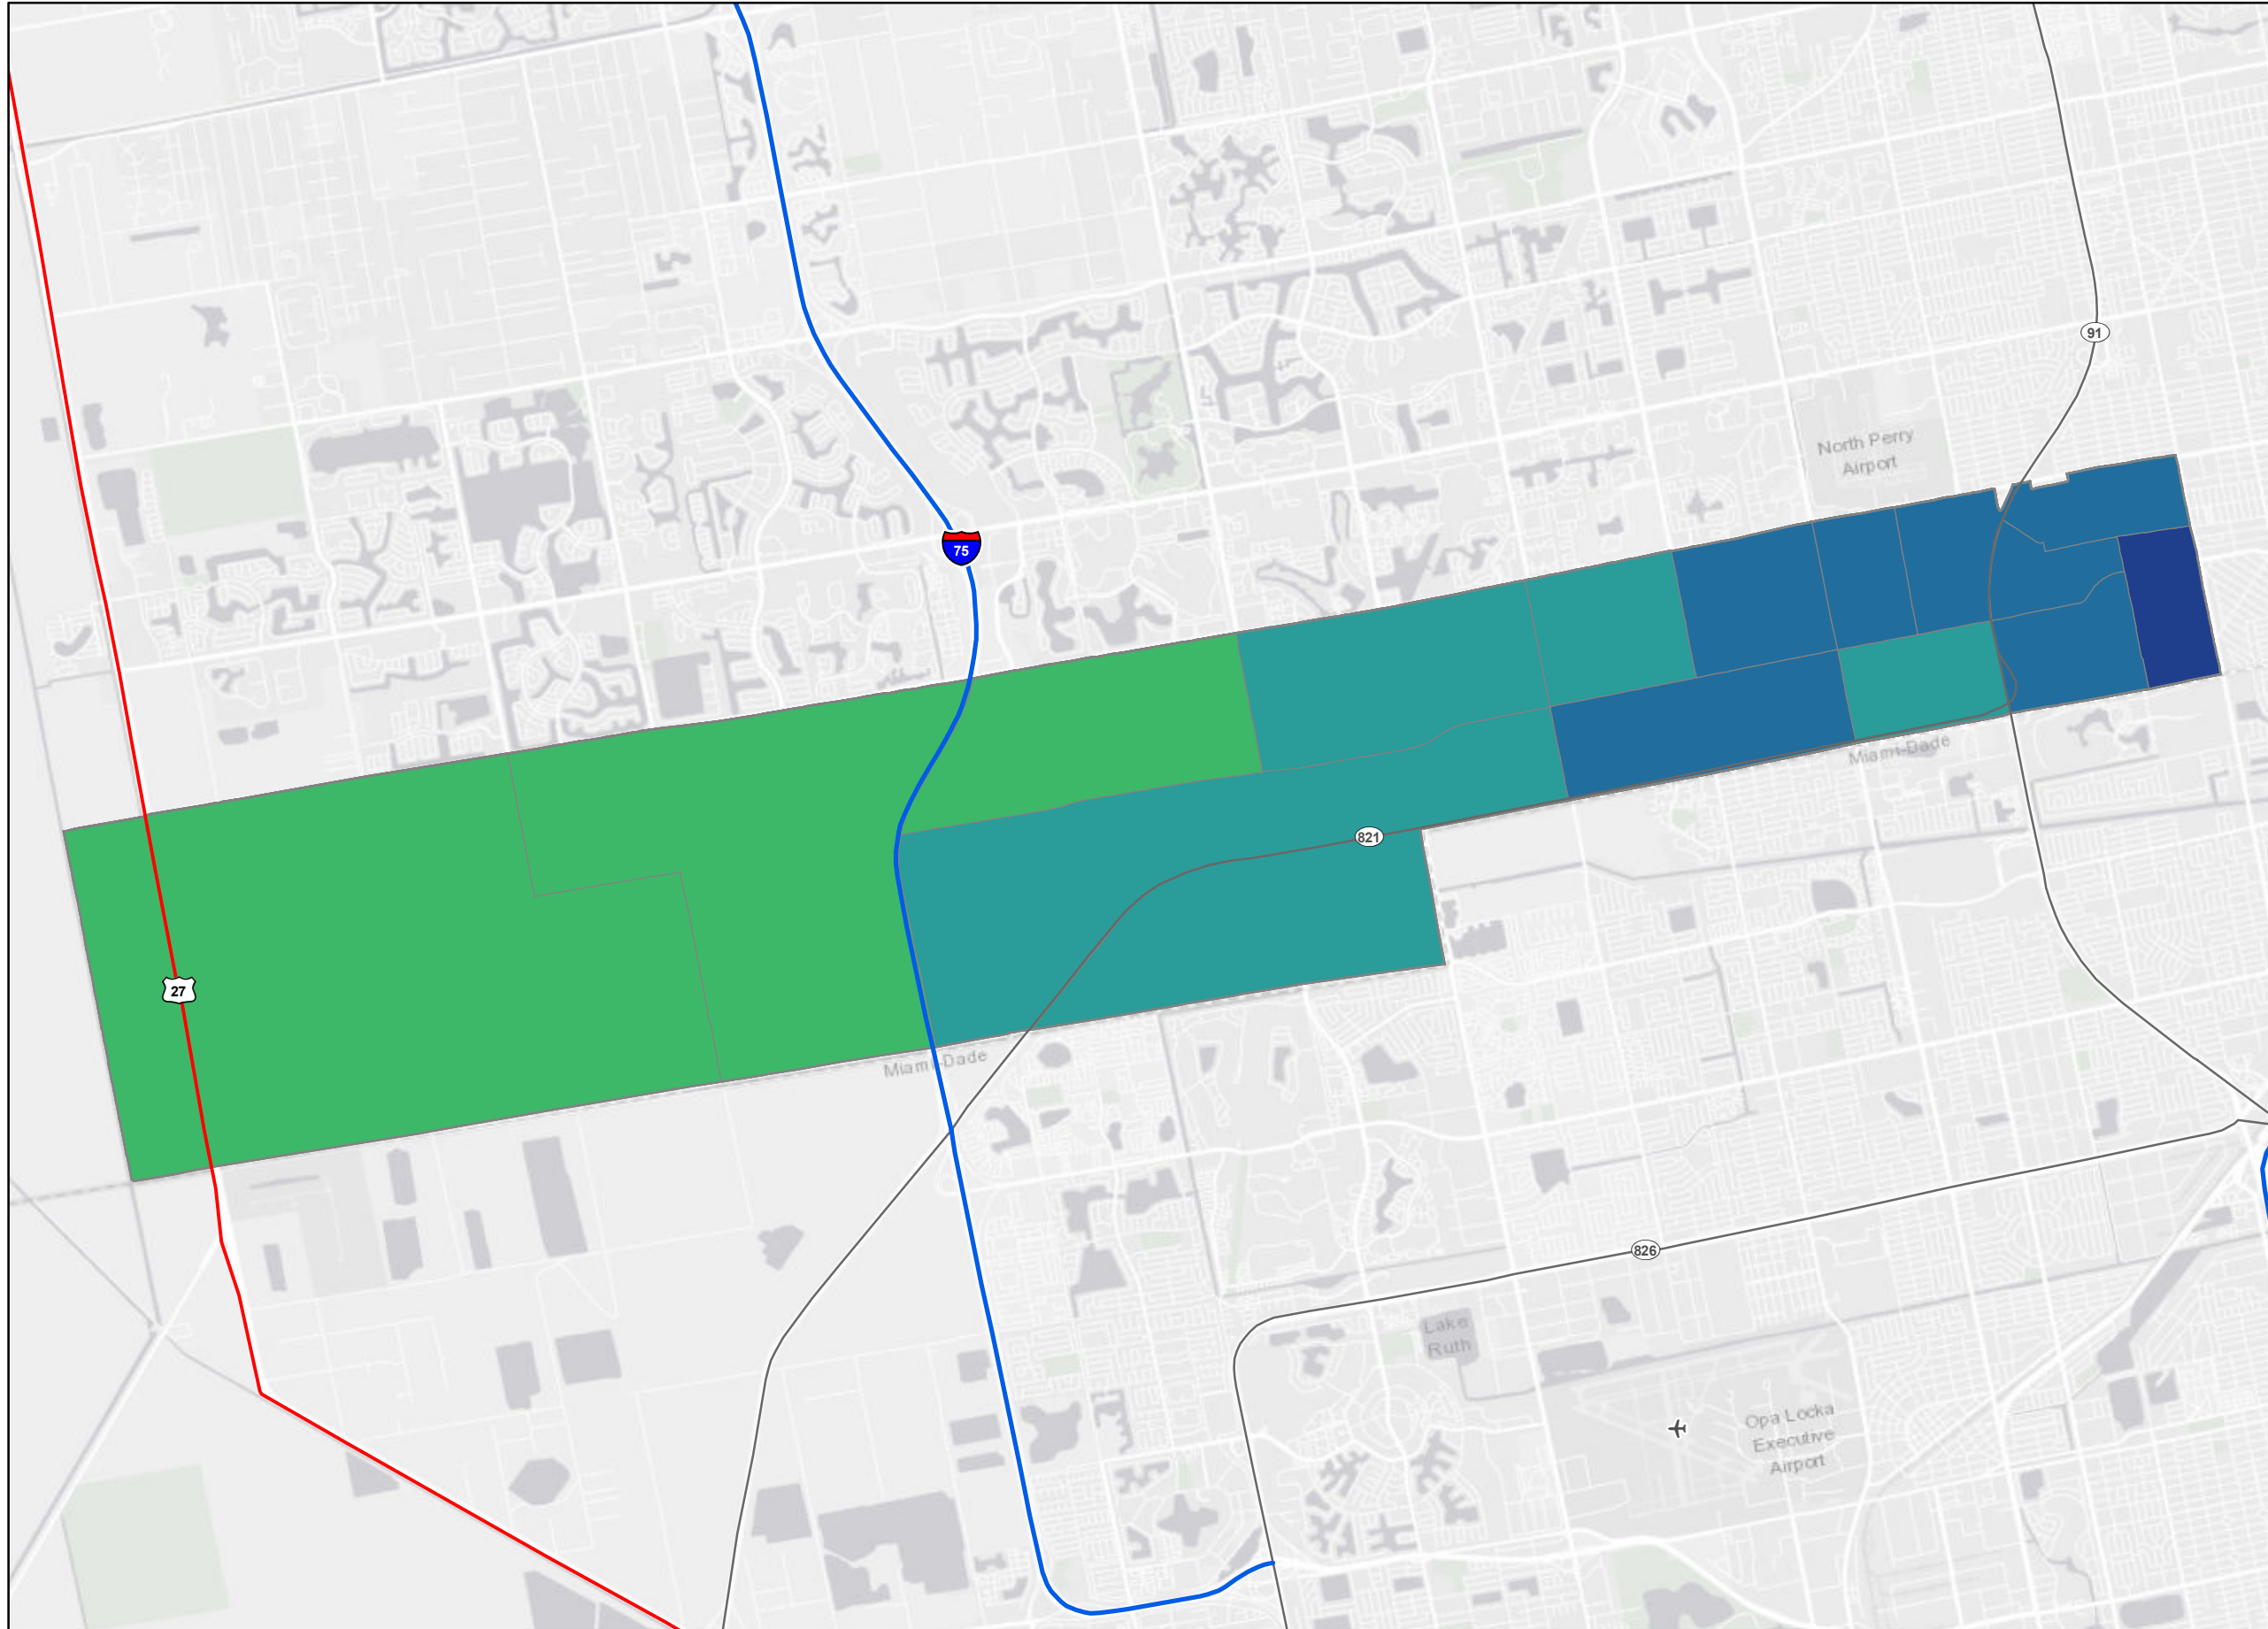 91
North Perry
Airport
75
Miami-Dade
821
27
Miami-Dade
826
Lake
Ruth
Opa Locka
Executive
Airport